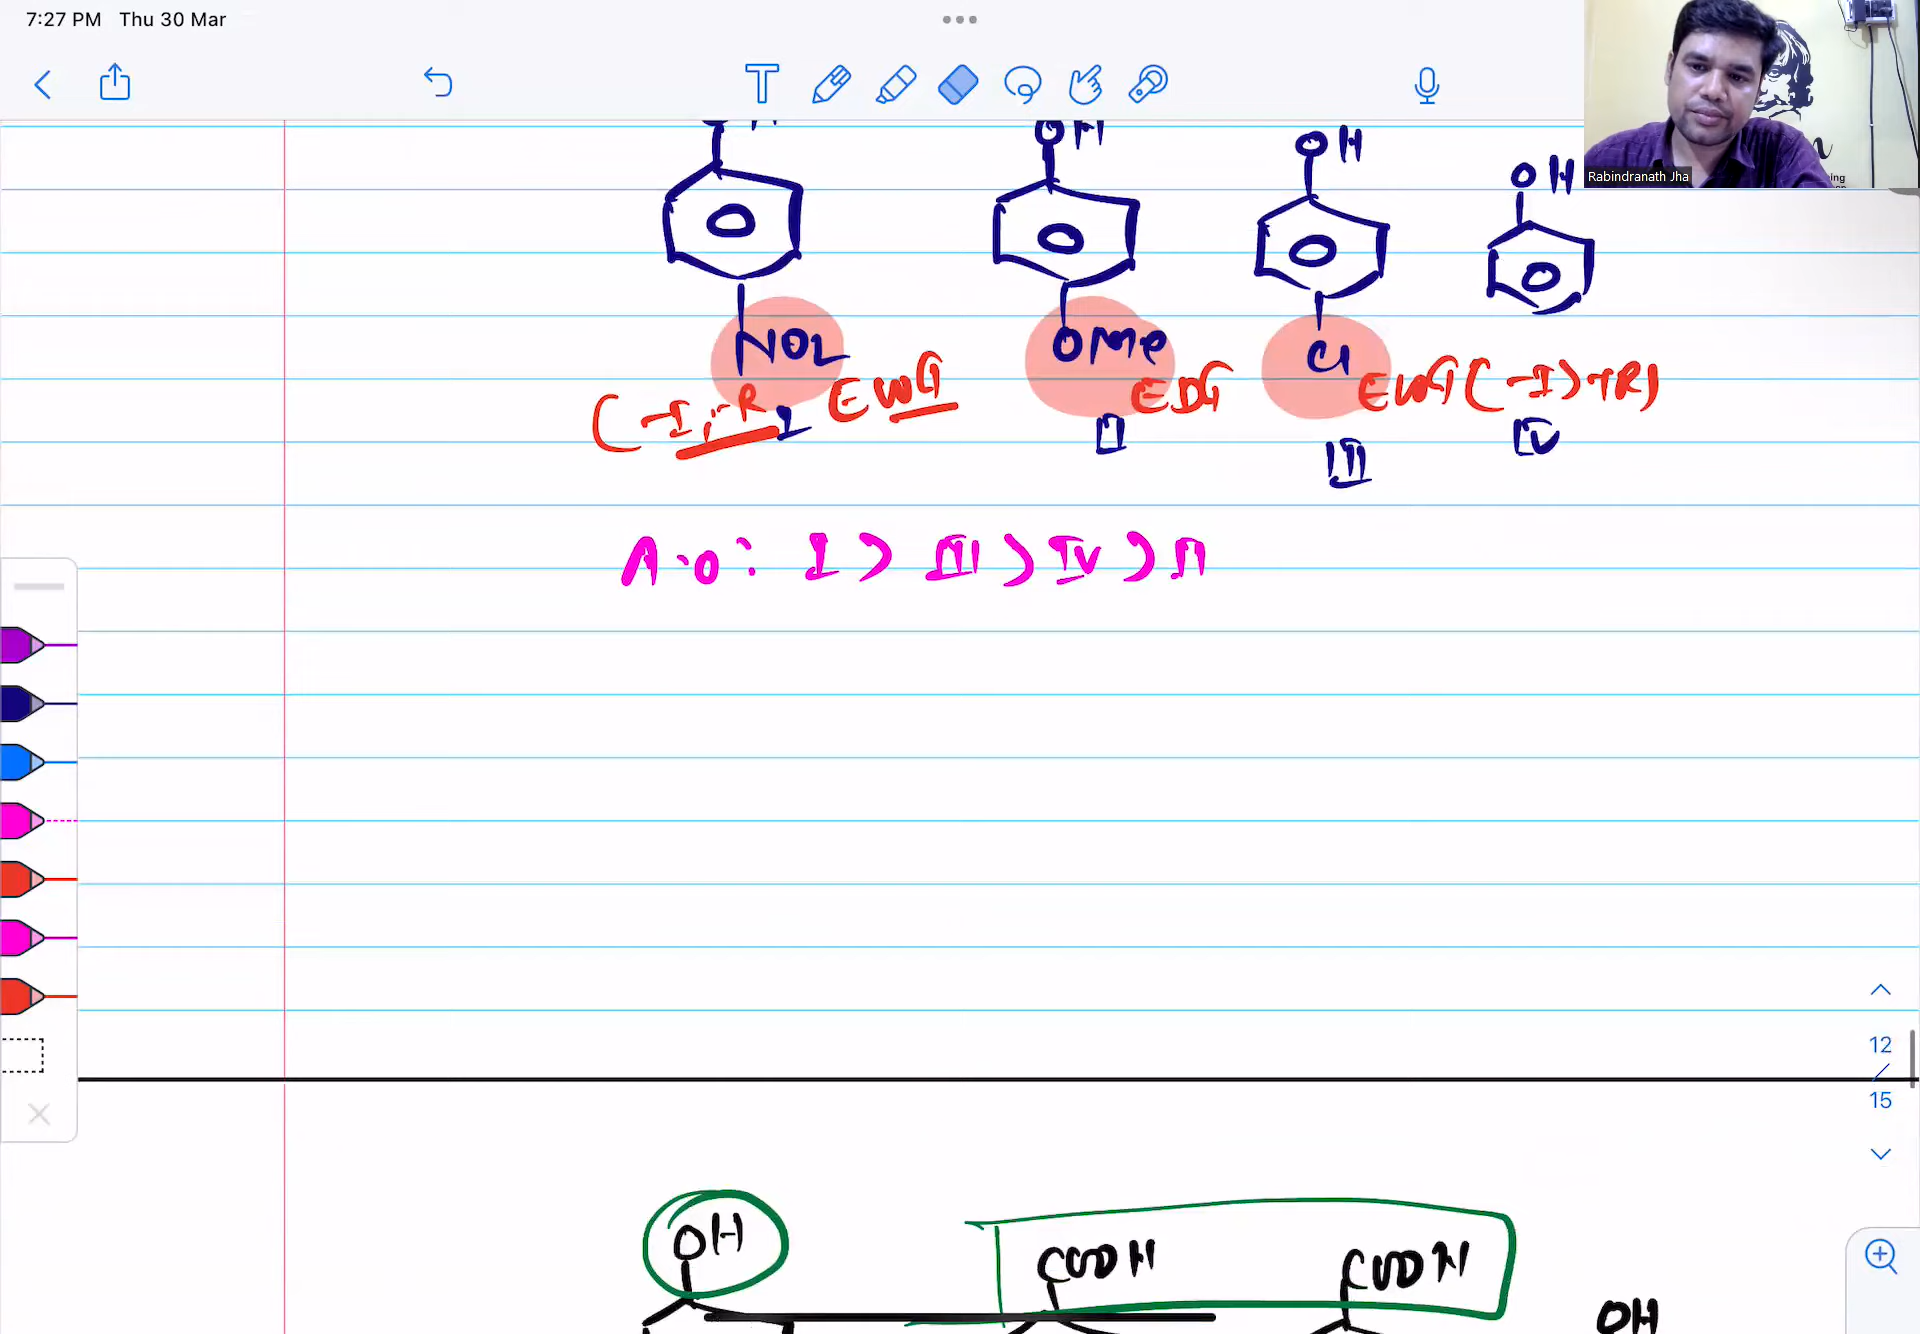 7:27 PM Thu 30 Mar
Rabindranath Jha
OH OH OH
NO2 OMe Cl
(-I, -R EWG EDG EWG (-I) +R)
I II III IV
A.O: I > III > IV > II
12
/
15
OH COOH COOH OH